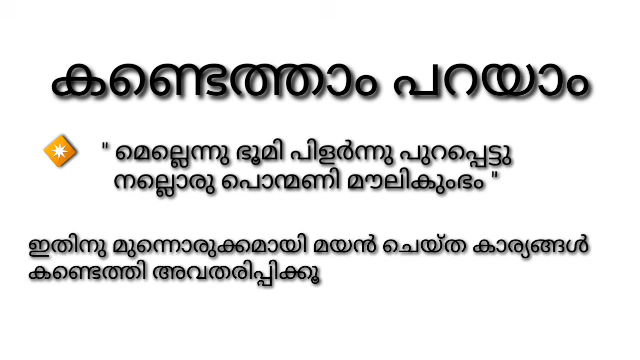 കണ്ടെത്താം പറയാം
" മെല്ലെന്നു ഭൂമി പിളർന്നു പുറപ്പെട്ടു
നല്ലൊരു പൊന്മണി മൗലികുംഭം "
ഇതിനു മുന്നൊരുക്കമായി മയൻ ചെയ്ത കാര്യങ്ങൾ
കണ്ടെത്തി അവതരിപ്പിക്കൂ